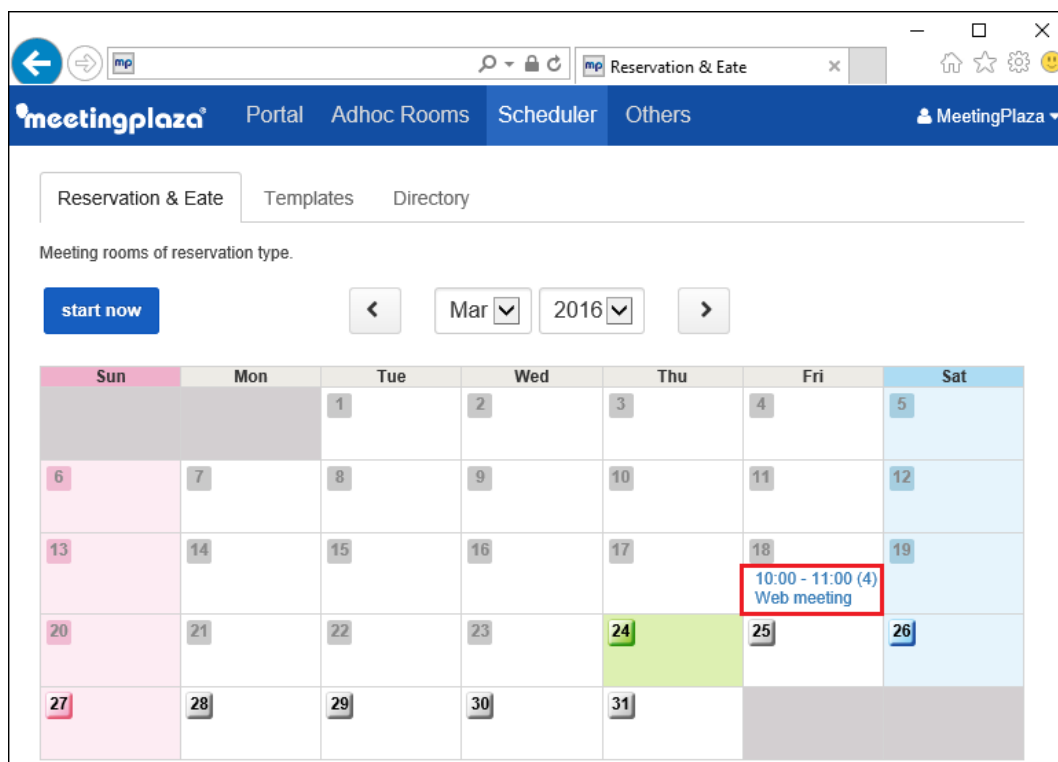 mp
mp Reservation & Eate
meetingplaza Portal Adhoc Rooms Scheduler Others MeetingPlaza
Reservation & Eate Templates Directory
Meeting rooms of reservation type.
start now Mar 2016
Sun Mon Tue Wed Thu Fri Sat
1 2 3 4 5
6 7 8 9 10 11 12
13 14 15 16 17 18 19
10:00 - 11:00 (4)
Web meeting
20 21 22 23 24 25 26
27 28 29 30 31